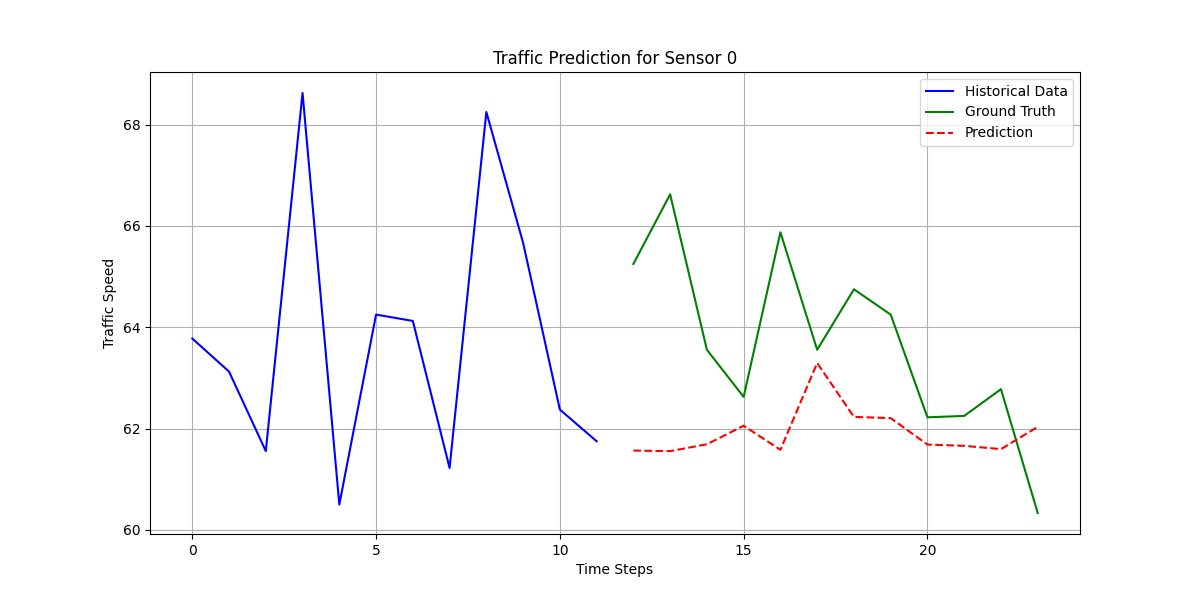 Traffic Prediction for Sensor 0
Historical Data
Ground Truth
Prediction
68
66
64
62
60
Traffic Speed
0 5 10 15 20
Time Steps